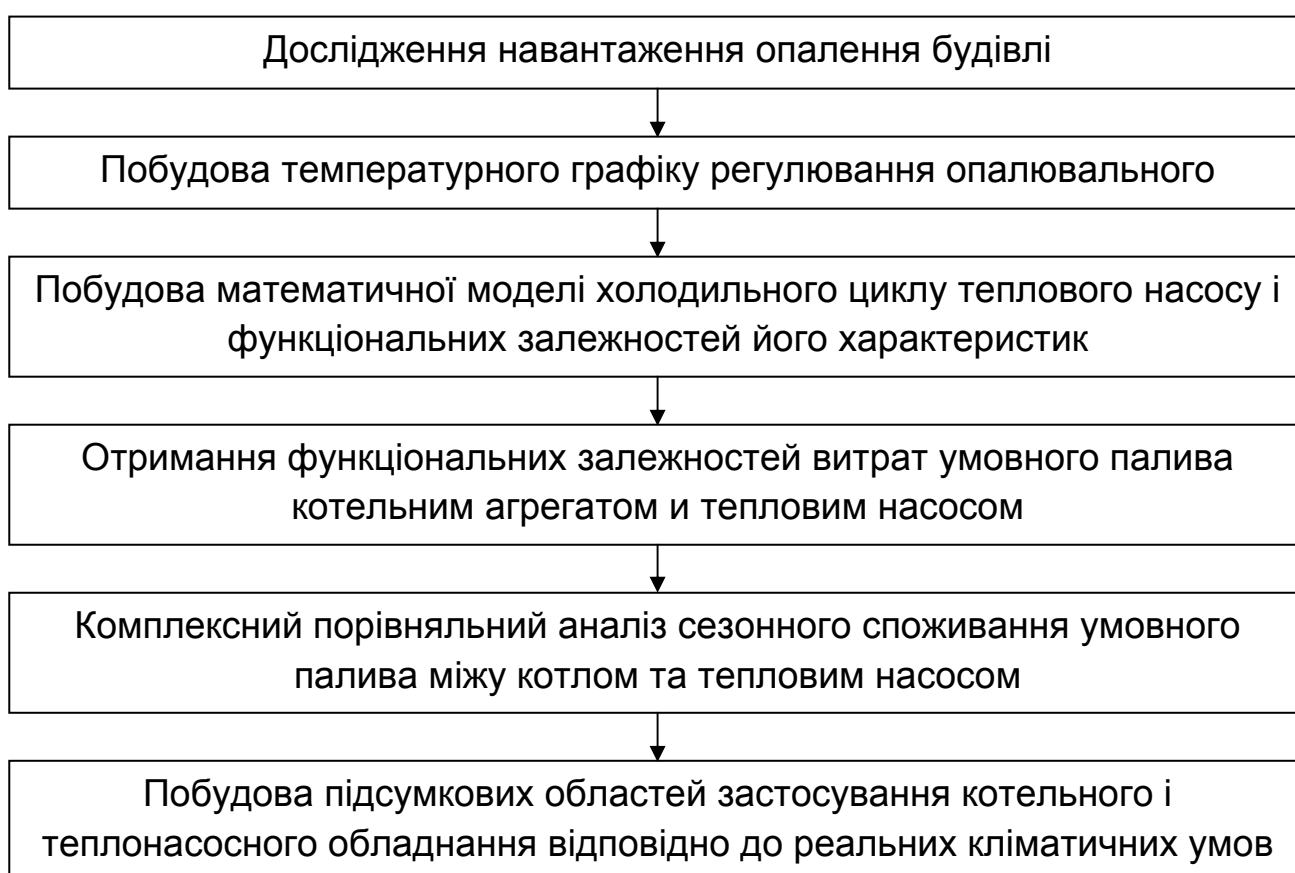 Дослідження навантаження опалення будівлі
Побудова температурного графіку регулювання опалювального
Побудова математичної моделі холодильного циклу теплового насосу і
функціональних залежностей його характеристик
Отримання функціональних залежностей витрат умовного палива
котельним агрегатом и тепловим насосом
Комплексний порівняльний аналіз сезонного споживання умовного
палива міжу котлом та тепловим насосом
Побудова підсумкових областей застосування котельного і
теплонасосного обладнання відповідно до реальних кліматичних умов